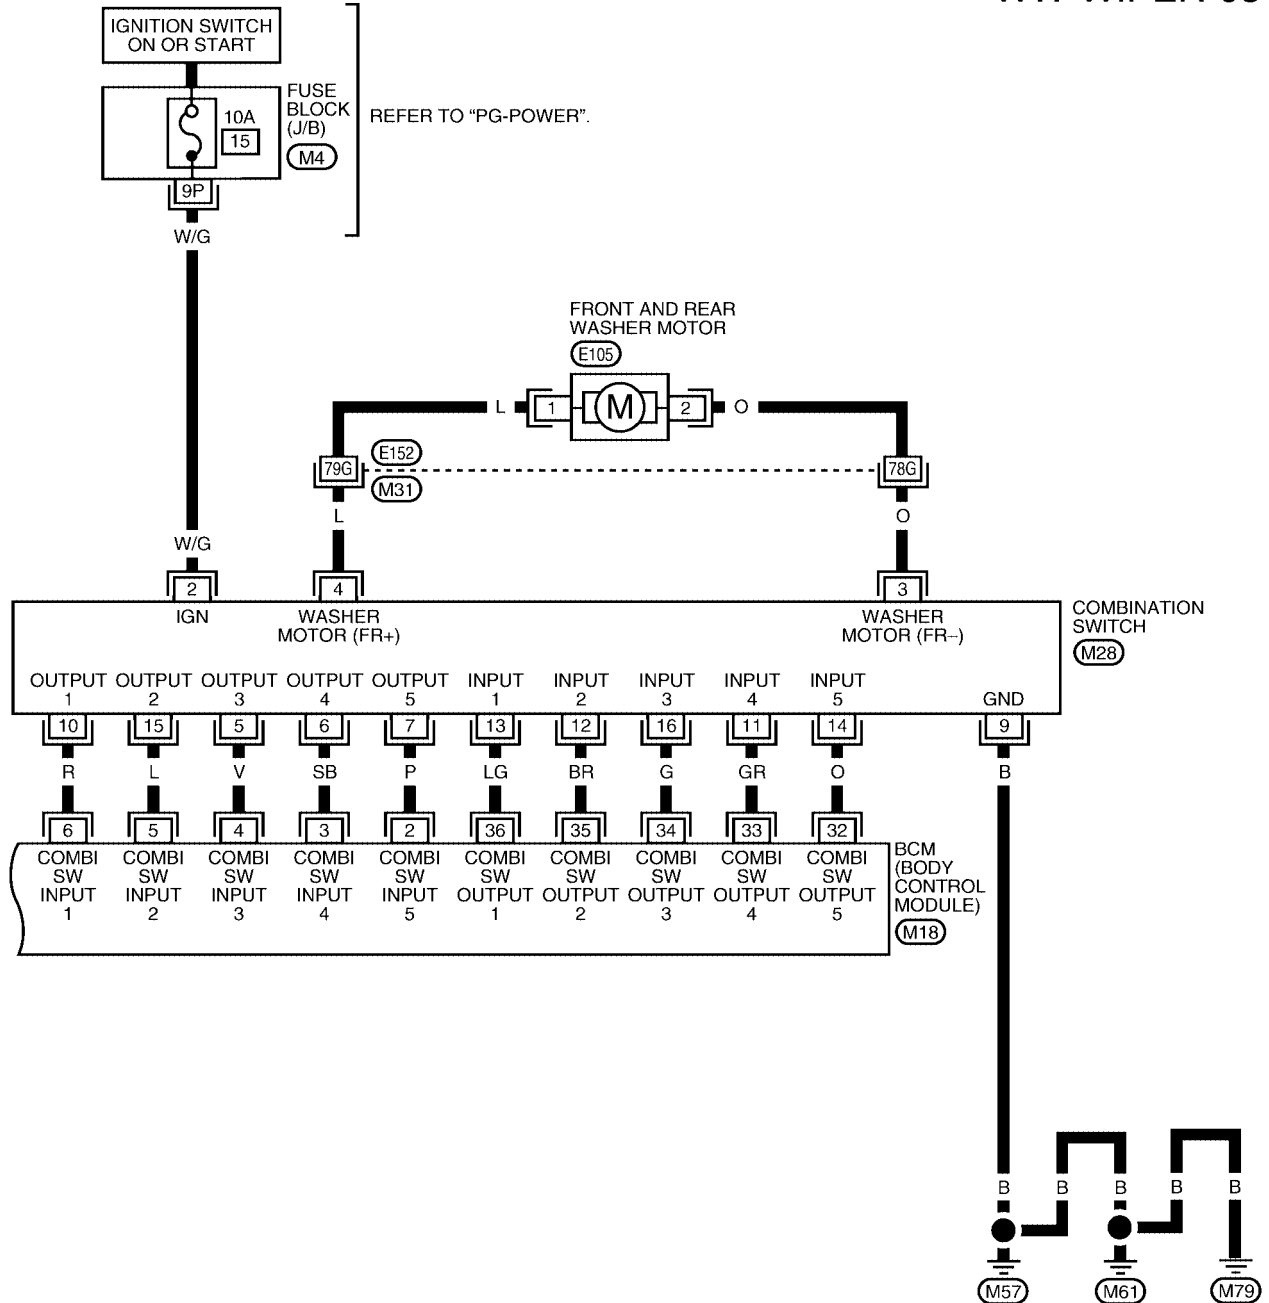 IGNITION SWITCH
ON OR START
FUSE
BLOCK
(J/B)
M4
10A
15
REFER TO “PG-POWER”.
9P
W/G
FRONT AND REAR
WASHER MOTOR
E105
L
1
M
2
O
79G
E152
M31
78G
L
O
W/G
2
4
3
IGN
WASHER
MOTOR (FR+)
WASHER
MOTOR (FR–)
COMBINATION
SWITCH
M28
OUTPUT OUTPUT OUTPUT OUTPUT OUTPUT INPUT INPUT INPUT INPUT INPUT
1 2 3 4 5 1 2 3 4 5 GND
10 15 5 6 7 13 12 16 11 14 9
R L V SB P LG BR G GR O B
6 5 4 3 2 36 35 34 33 32
COMBI COMBI COMBI COMBI COMBI COMBI COMBI COMBI COMBI COMBI
SW SW SW SW SW SW SW SW SW SW
INPUT INPUT INPUT INPUT INPUT OUTPUT OUTPUT OUTPUT OUTPUT OUTPUT
1 2 3 4 5 1 2 3 4 5
BCM
(BODY
CONTROL
MODULE)
M18
B B B B B
M57 M61 M79